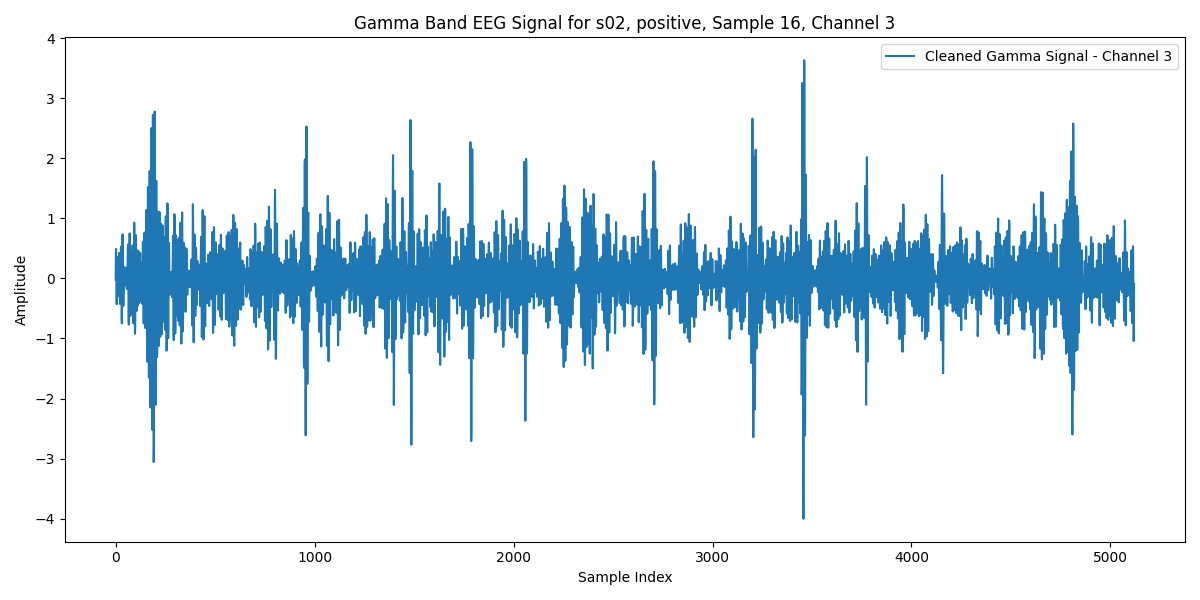 Gamma Band EEG Signal for s02, positive, Sample 16, Channel 3
Cleaned Gamma Signal - Channel 3
4
3
2
1
0
−1
−2
−3
−4
Amplitude
0 1000 2000 3000 4000 5000
Sample Index